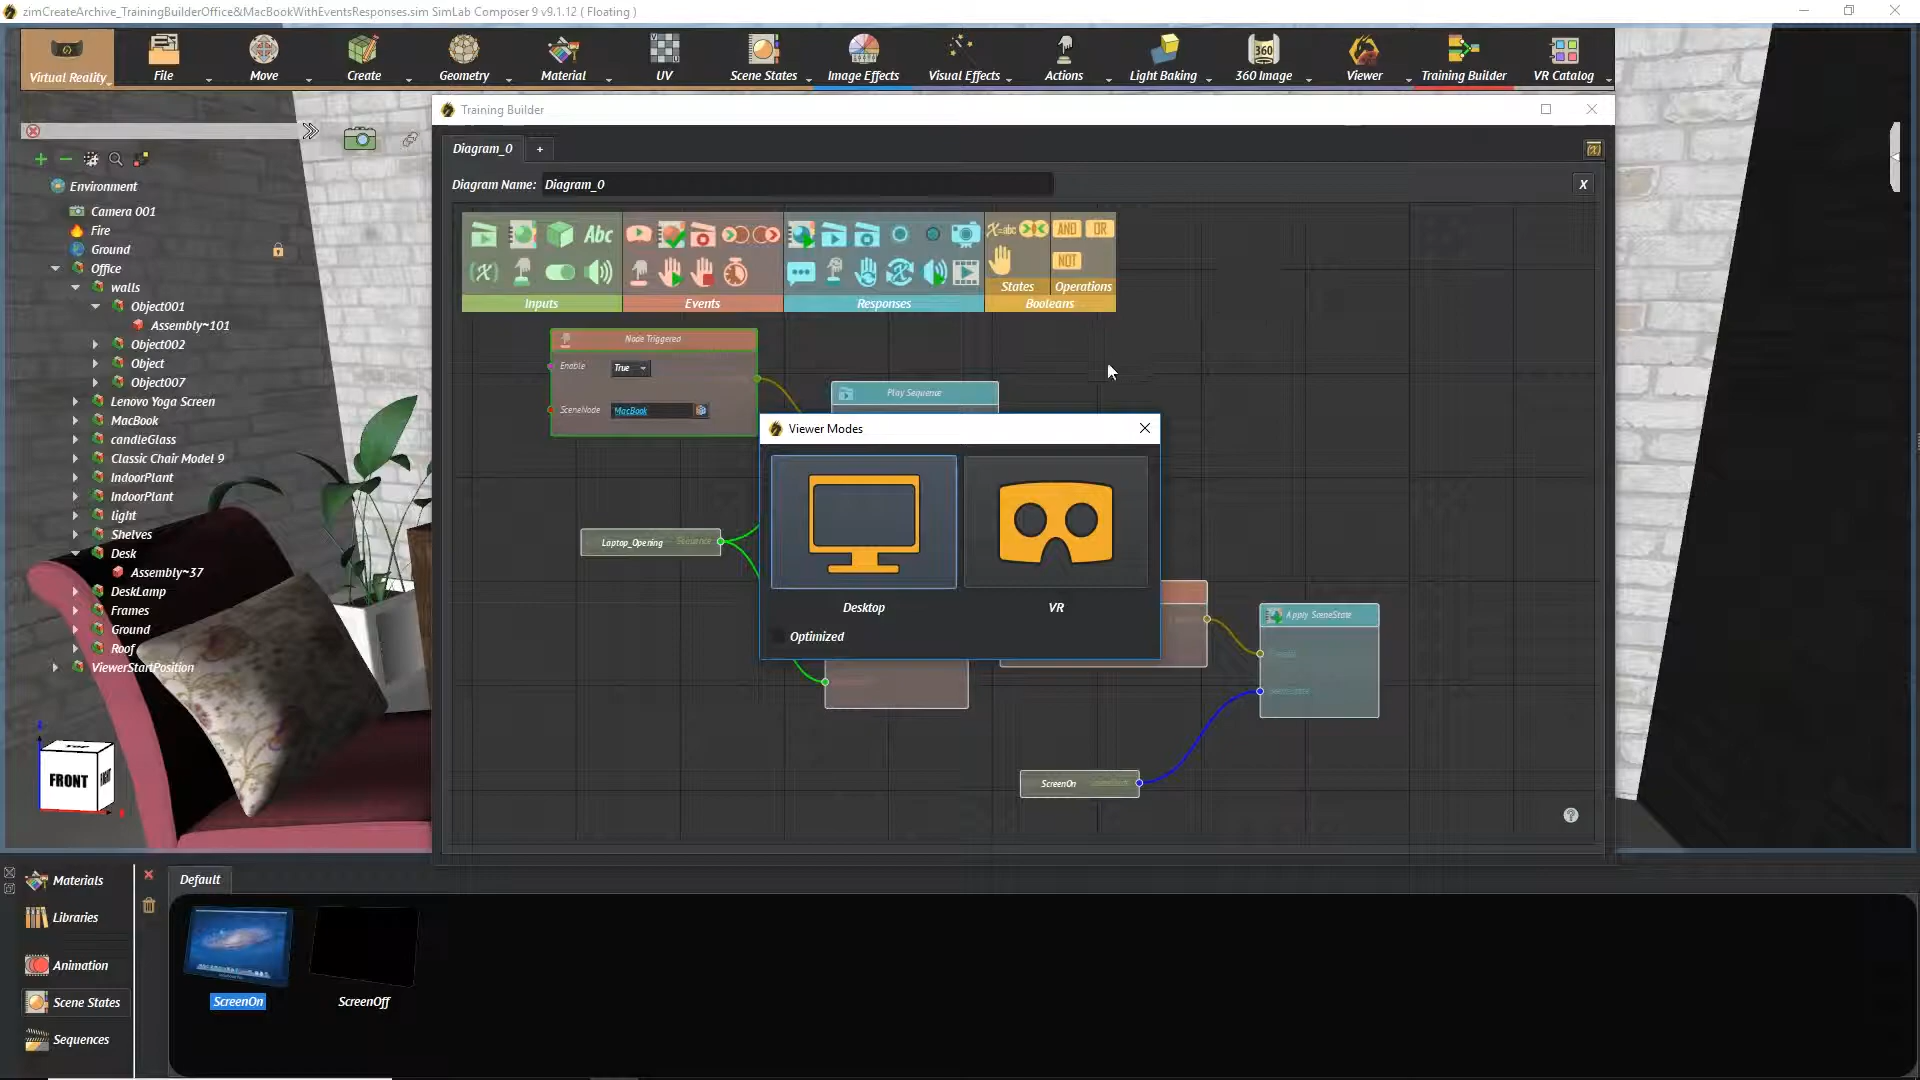 zimCreateArchive_TrainingBuilderOffice&MacBookWithEventsResponses.sim SimLab Composer 9 v9.1.12 ( Floating )
Virtual Reality File Move Create Geometry Material UV Scene States Image Effects Visual Effects Actions Light Baking 360 Image Viewer Training Builder VR Catalog
Training Builder
Diagram_0 +
Diagram Name: Diagram_0 X
Abc x=abc AND OR
(x) NOT
States Operations
Inputs Events Responses Booleans
Environment
Camera 001
Fire
Ground
Office
walls
Object001
Assembly~101
Object002
Object
Object007
Lenovo Yoga Screen
MacBook
candleGlass
Classic Chair Model 9
IndoorPlant
IndoorPlant
light
Shelves
Desk
Assembly~37
DeskLamp
Frames
Ground
Roof
ViewerStartPosition
Node Triggered
Enable True
SceneNode MacBook
Play Sequence
Laptop_Opening Sequence
Viewer Modes
Desktop VR
Optimized
Apply SceneState
ScreenOn
FRONT
Materials
Libraries
Animation
Scene States
Sequences
Default
ScreenOn ScreenOff